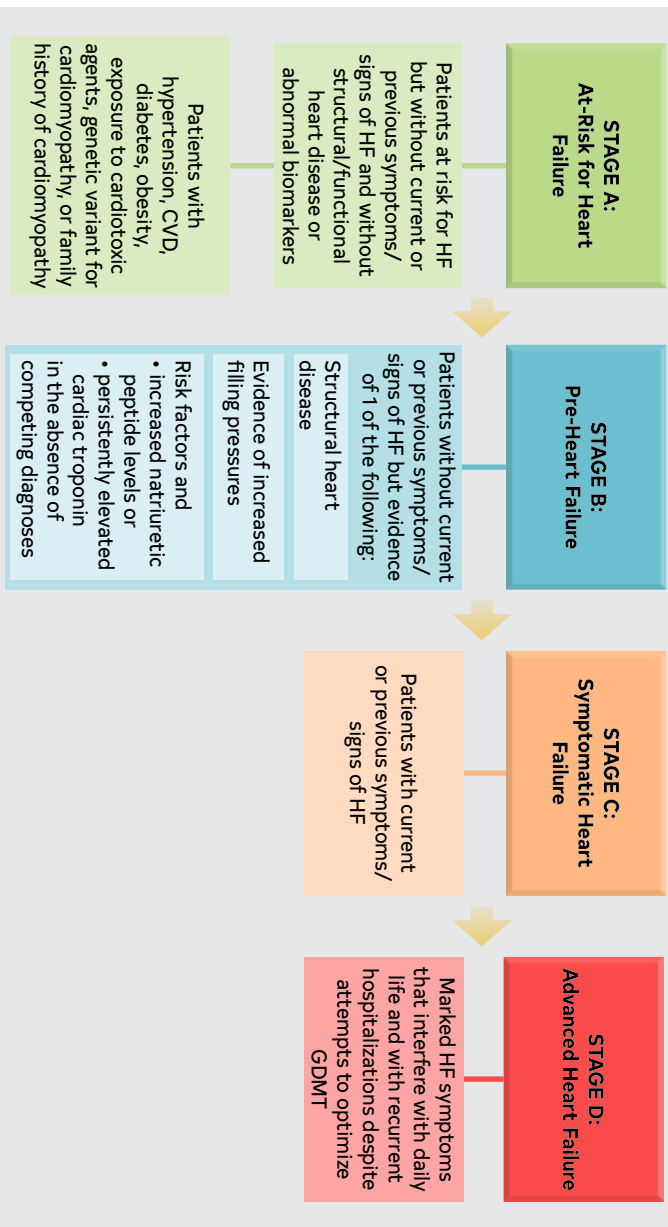 STAGE A:
At-Risk for Heart
Failure
Patients at risk for HF
but without current or
previous symptoms/
signs of HF and without
structural/functional
heart disease or
abnormal biomarkers
Patients with
hypertension, CVD,
diabetes, obesity,
exposure to cardiotoxic
agents, genetic variant for
cardiomyopathy, or family
history of cardiomyopathy
STAGE B:
Pre-Heart Failure
Patients without current
or previous symptoms/
signs of HF but evidence
of 1 of the following:
Structural heart
disease
Evidence of increased
filling pressures
Risk factors and
• increased natriuretic
peptide levels or
• persistently elevated
cardiac troponin
in the absence of
competing diagnoses
STAGE C:
Symptomatic Heart
Failure
Patients with current
or previous symptoms/
signs of HF
STAGE D:
Advanced Heart Failure
Marked HF symptoms
that interfere with daily
life and with recurrent
hospitalizations despite
attempts to optimize
GDMT